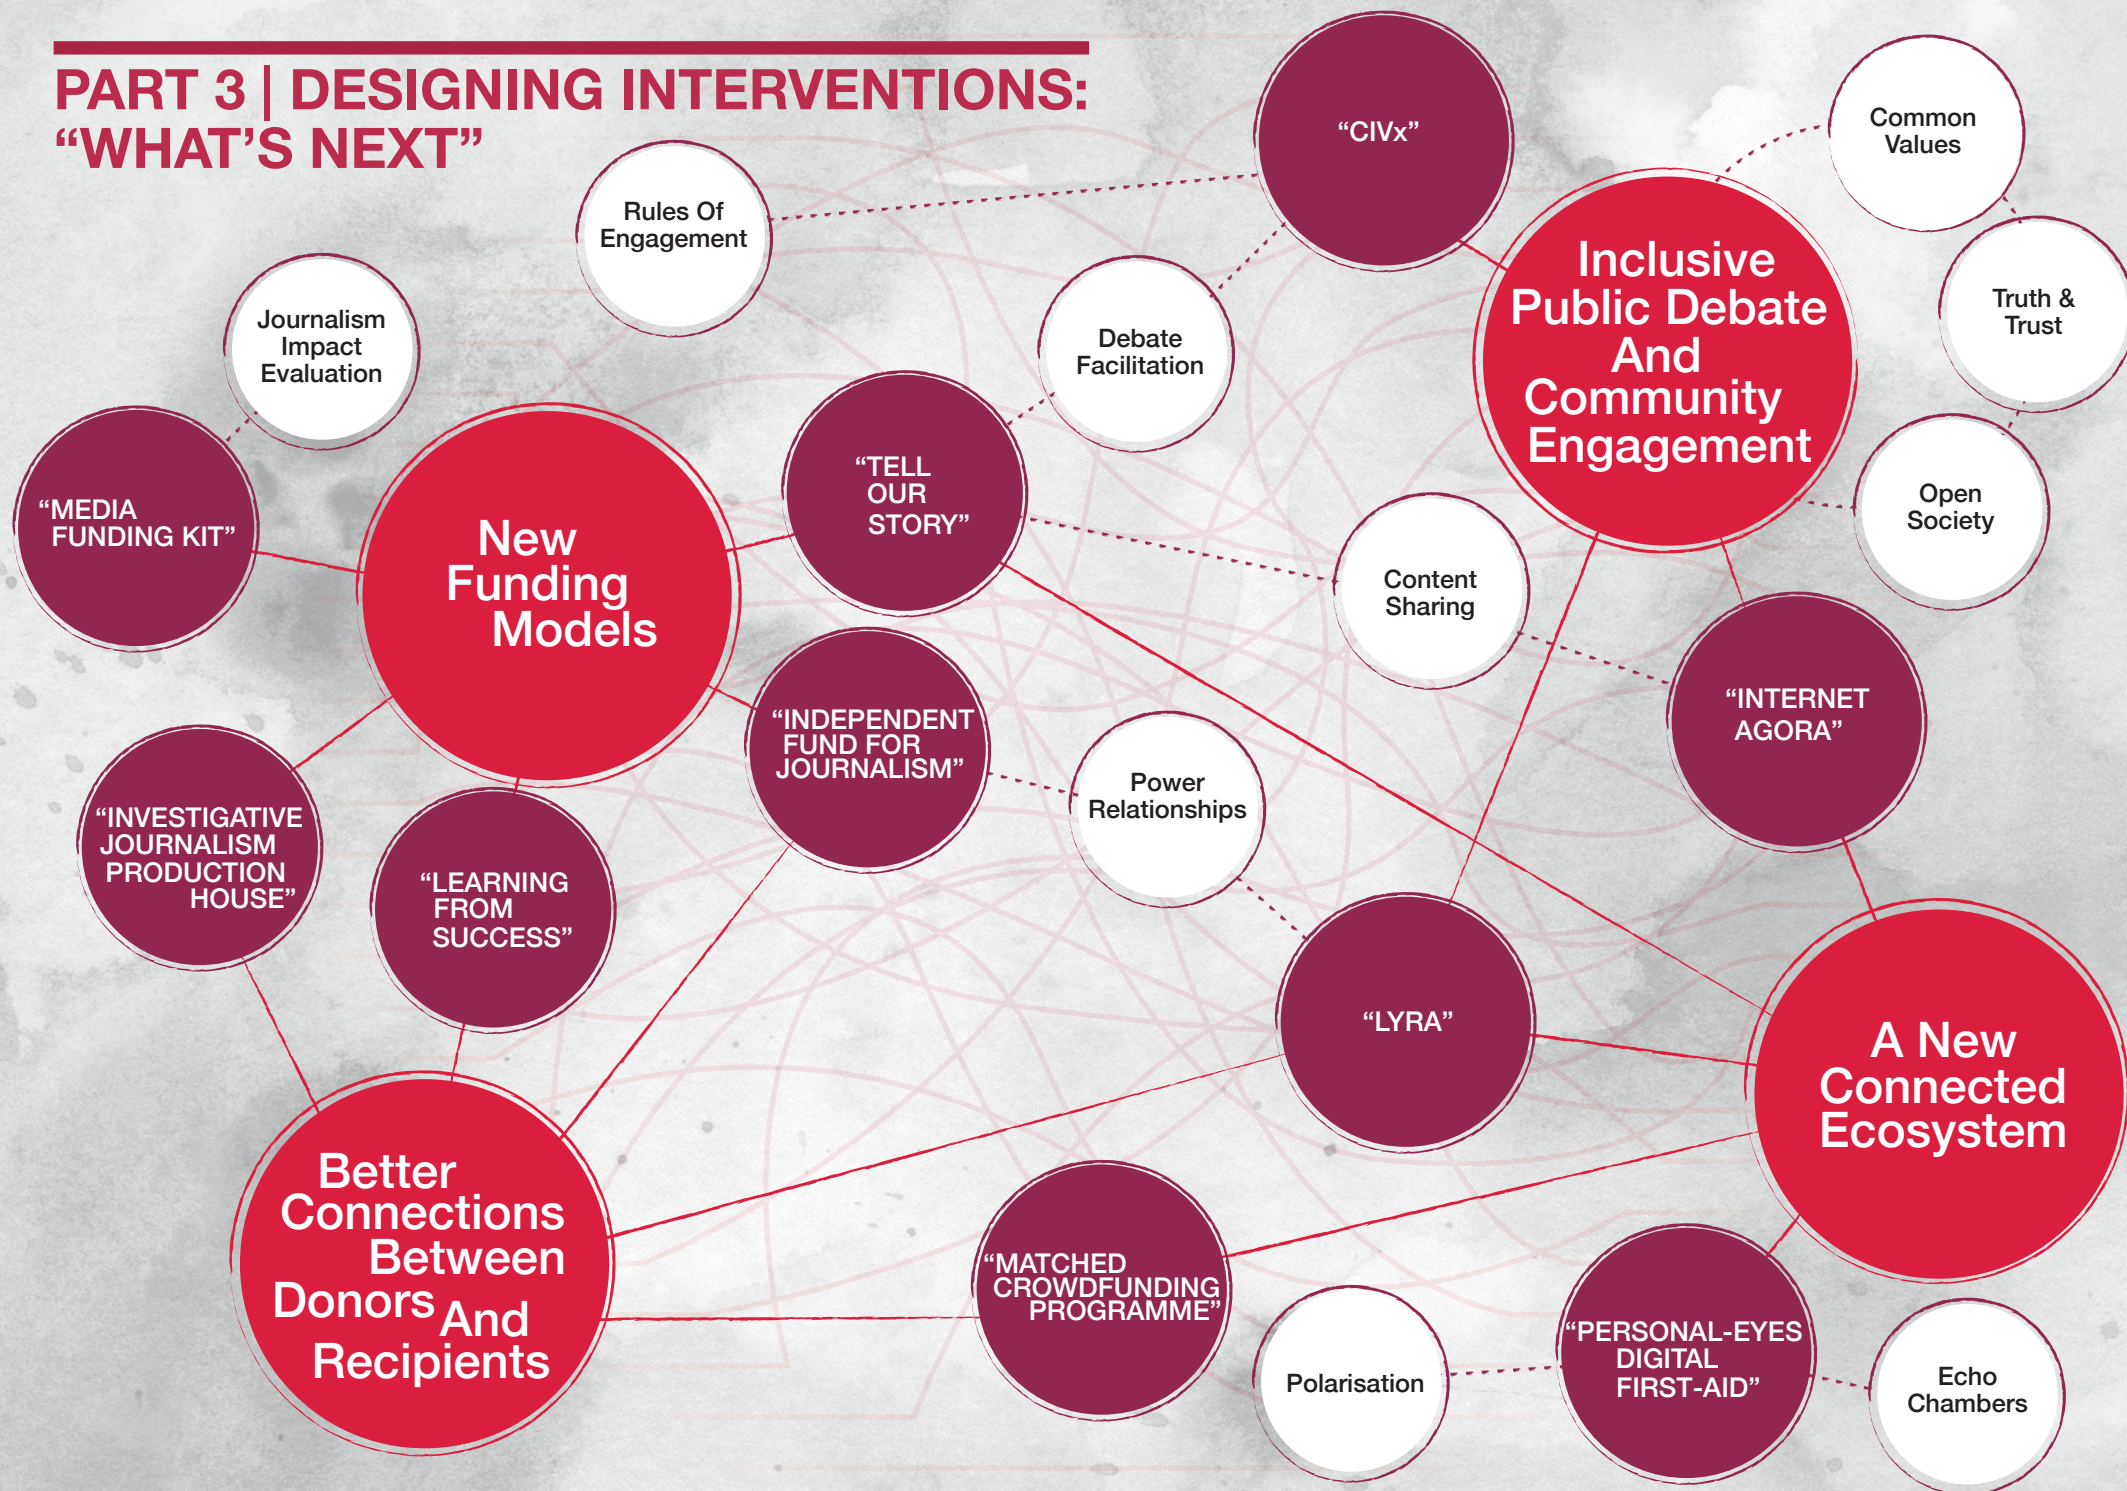 PART 3 | DESIGNING INTERVENTIONS:
“WHAT’S NEXT”
“CIVx”
Common
Values
Rules Of
Engagement
Inclusive
Public Debate
And
Community
Engagement
Truth &
Trust
Journalism
Impact
Evaluation
Debate
Facilitation
“TELL
OUR
STORY”
“MEDIA
FUNDING KIT”
New
Funding
Models
Open
Society
Content
Sharing
“INTERNET
AGORA”
“INDEPENDENT
FUND FOR
JOURNALISM”
Power
Relationships
“INVESTIGATIVE
JOURNALISM
PRODUCTION
HOUSE”
“LEARNING
FROM
SUCCESS”
“LYRA”
A New
Connected
Ecosystem
Better
Connections
Between
Donors And
Recipients
“MATCHED
CROWDFUNDING
PROGRAMME”
Polarisation
“PERSONAL-EYES
DIGITAL
FIRST-AID”
Echo
Chambers